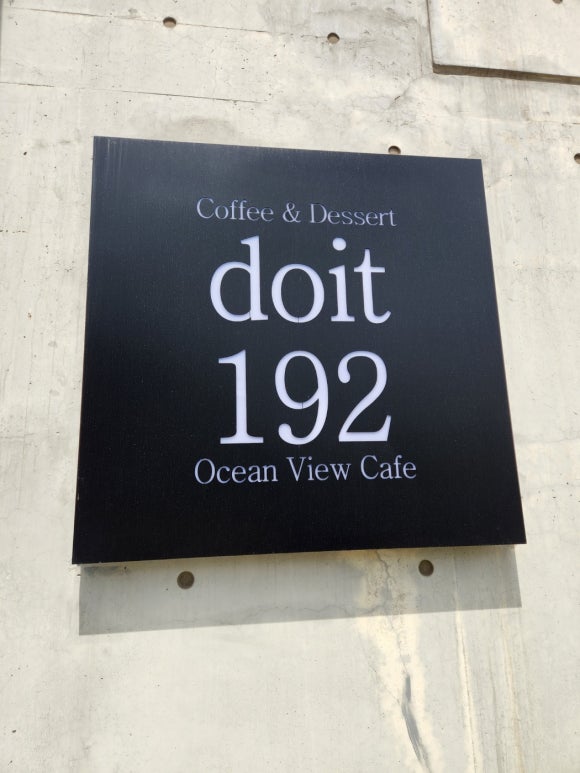 Coffee & Dessert
doit
192
Ocean View Cafe